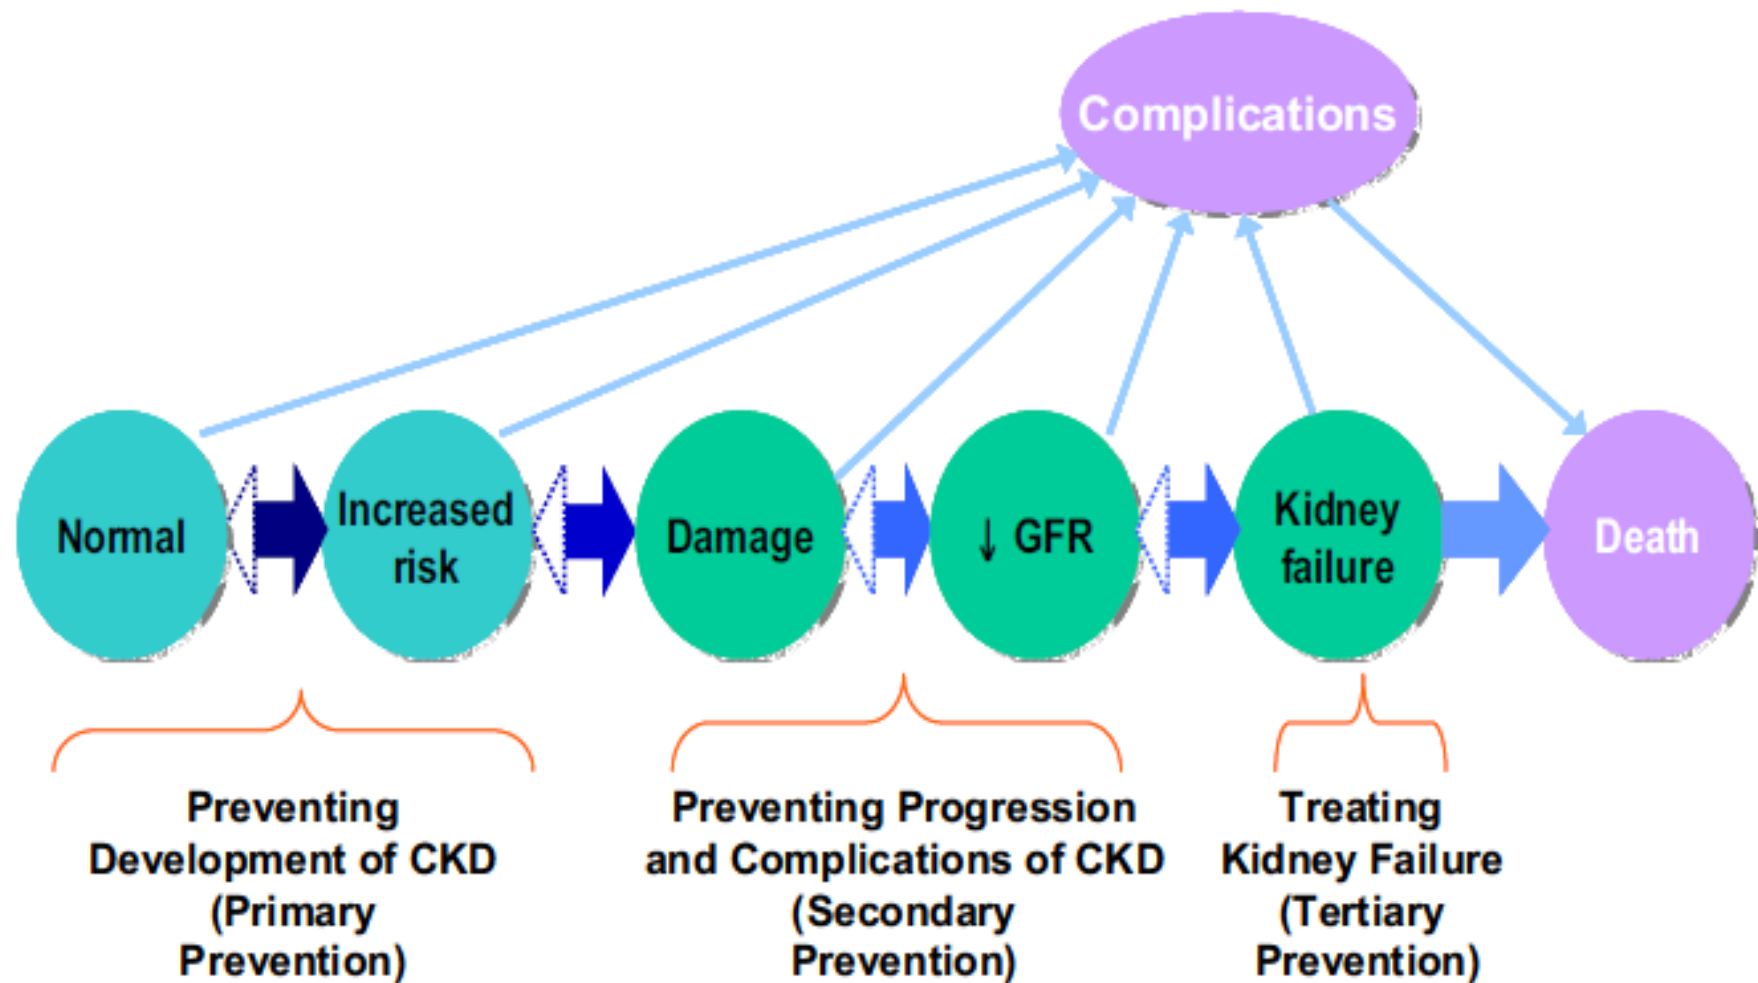 Complications
Normal
Increased
risk
Damage
↓ GFR
Kidney
failure
Death
Preventing
Development of CKD
(Primary
Prevention)
Preventing Progression
and Complications of CKD
(Secondary
Prevention)
Treating
Kidney Failure
(Tertiary
Prevention)